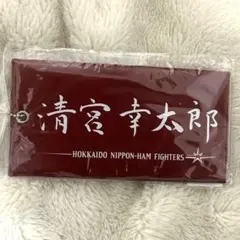 清宮幸太郎
HOKKAIDO NIPPON-HAM FIGHTERS